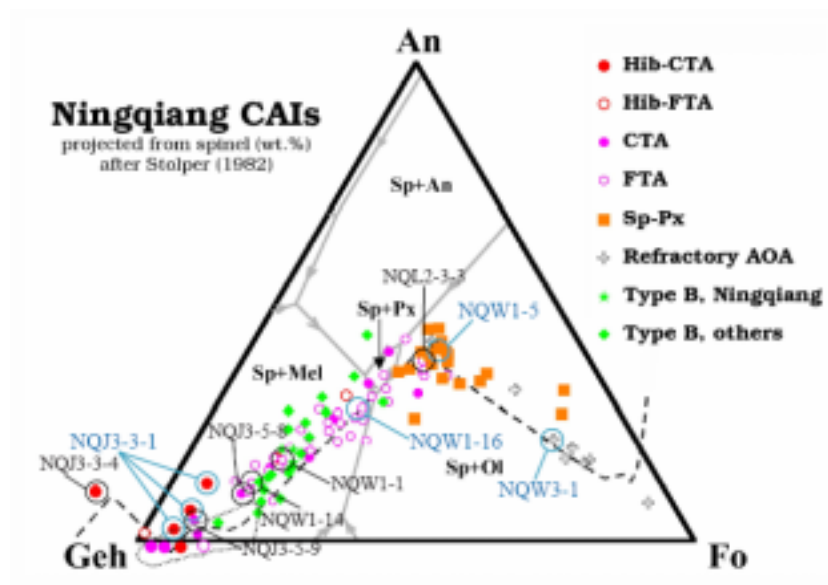 An
Ningqiang CAIs
projected from spinel (wt.%)
after Stolper (1982)
Hib-CTA
Hib-FTA
CTA
FTA
Sp-Px
Refractory AOA
Type B, Ningqiang
Type B, others
Sp+An
NQL2-3-3
Sp+Px
NQW1-5
Sp+Mel
NQJ3-3-1
NQJ3-5-8
NQW1-16
NQJ3-3-4
Sp+Ol
NQW1-1
NQW3-1
NQW1-14
NQJ3-5-9
Geh
Fo